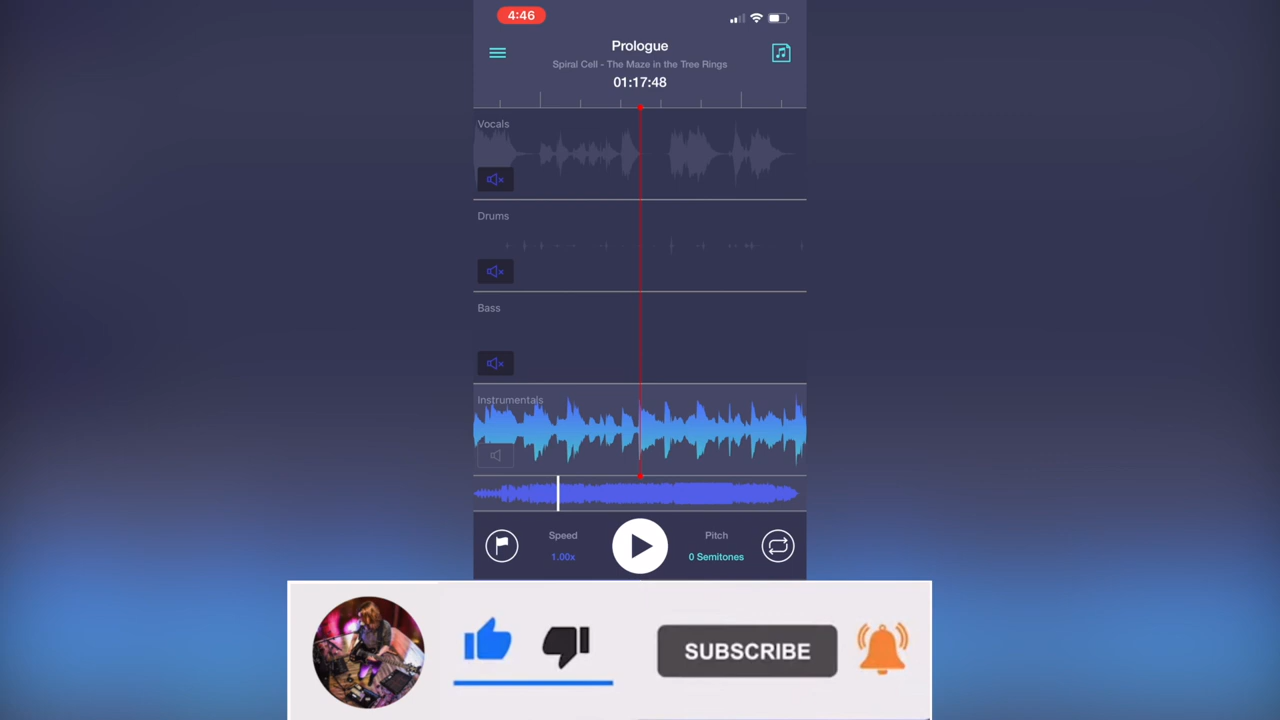 4:46
Prologue
Spiral Cell - The Maze in the Tree Rings
01:17:48
Vocals
Drums
Bass
Instrumentals
Speed
Pitch
1.00x
0 Semitones
SUBSCRIBE